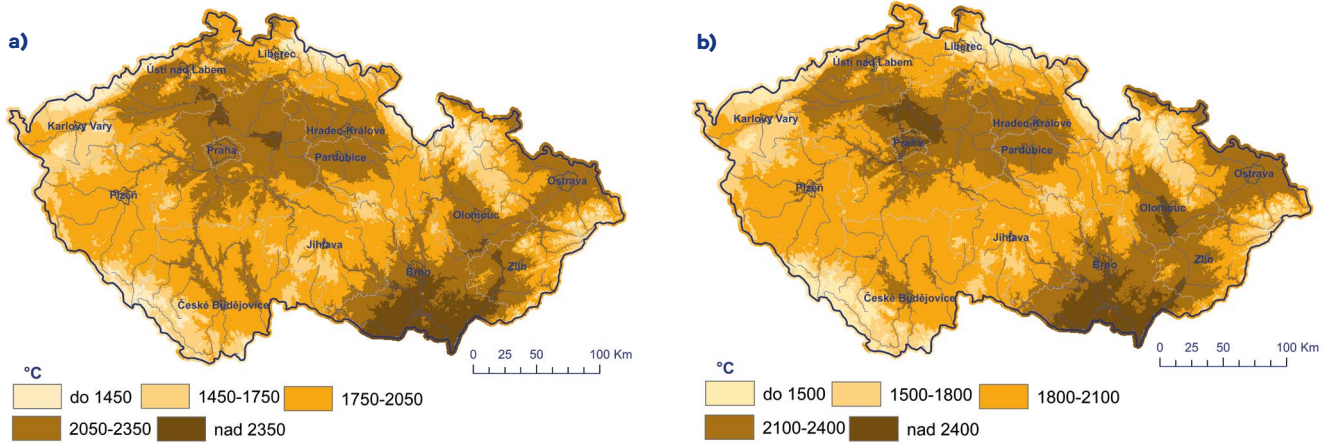 a)
Liberec
Ústí nad Labem
Karlovy Vary
Hradec-Králové
Praha
Pardubice
Plzeň
Ostrava
Olomouc
Jihlava
Brno
Zlín
České Budějovice
0 25 50 100 Km
°C
do 1450 1450-1750 1750-2050
2050-2350 nad 2350
b)
Liberec
Ústí nad Labem
Karlovy Vary
Hradec-Králové
Praha
Pardubice
Plzeň
Ostrava
Olomouc
Jihlava
Brno
Zlín
České Budějovice
0 25 50 100 Km
°C
do 1500 1500-1800 1800-2100
2100-2400 nad 2400